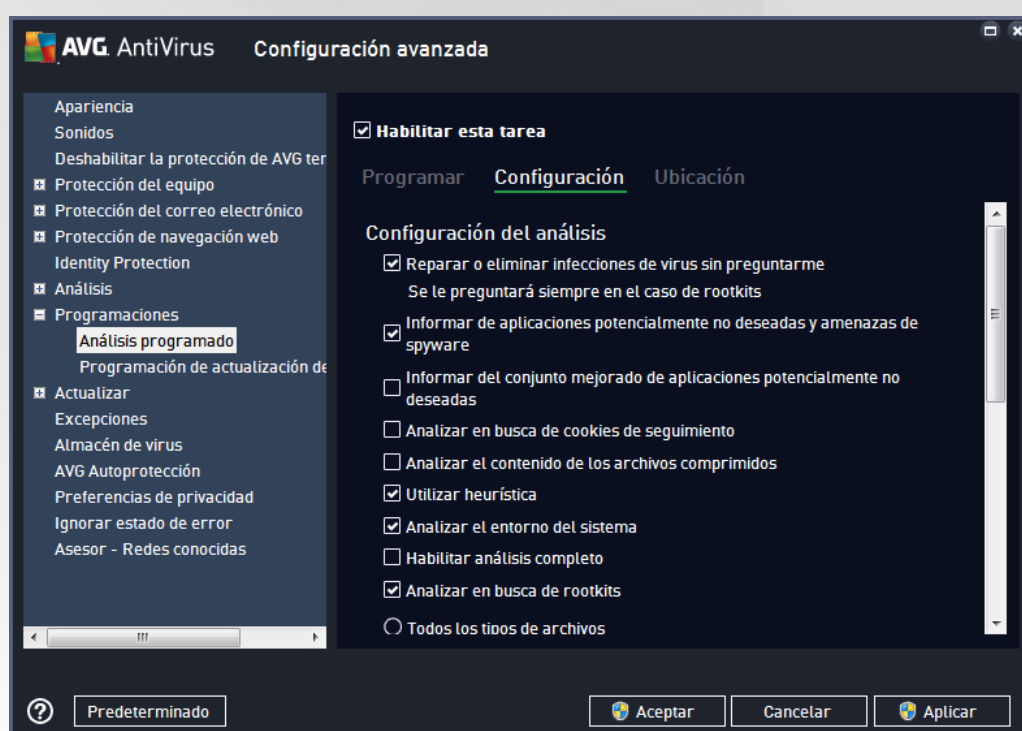 AVG. AntiVirus
Configuración avanzada
Apariencia
Sonidos
Deshabilitar la protección de AVG ter
Protección del equipo
Protección del correo electrónico
Protección de navegación web
Identity Protection
Análisis
Programaciones
Análisis programado
Programación de actualización de
Actualizar
Excepciones
Almacén de virus
AVG Autoprotección
Preferencias de privacidad
Ignorar estado de error
Asesor - Redes conocidas
Habilitar esta tarea
Programar
Configuración
Ubicación
Configuración del análisis
Reparar o eliminar infecciones de virus sin preguntarme
Se le preguntará siempre en el caso de rootkits
Informar de aplicaciones potencialmente no deseadas y amenazas de
spyware
Informar del conjunto mejorado de aplicaciones potencialmente no
deseadas
Analizar en busca de cookies de seguimiento
Analizar el contenido de los archivos comprimidos
Utilizar heurística
Analizar el entorno del sistema
Habilitar análisis completo
Analizar en busca de rootkits
Todos los tipos de archivos
Predeterminado
Aceptar
Cancelar
Aplicar